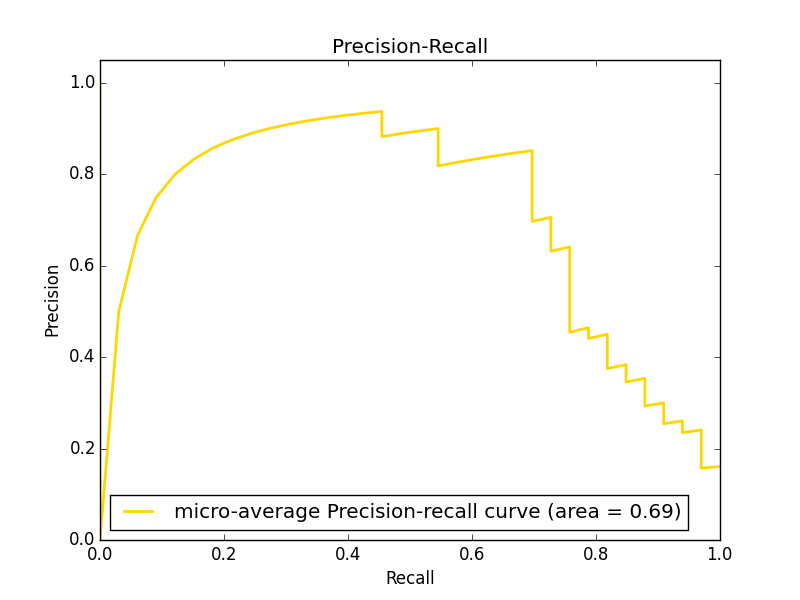 Precision-Recall
1.0
0.8
0.6
0.4
0.2
0.0
Precision
micro-average Precision-recall curve (area = 0.69)
0.0 0.2 0.4 0.6 0.8 1.0
Recall